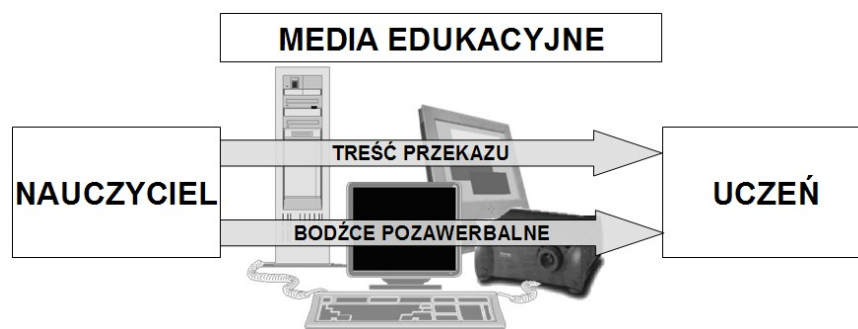 MEDIA EDUKACYJNE
TREŚĆ PRZEKAZU
NAUCZYCIEL
UCZEŃ
BODŹCE POZAWERBALNE